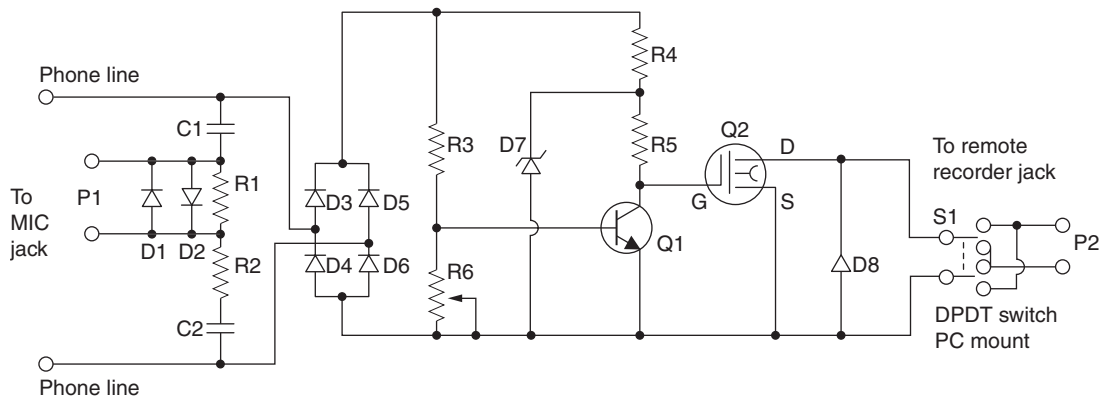 Phone line
C1
P1
R1
To
MIC
jack
D1
D2
R2
C2
Phone line
D3
D5
D4
D6
R3
R6
R4
D7
R5
Q2
D
G
S
Q1
D8
To remote
recorder jack
S1
P2
DPDT switch
PC mount